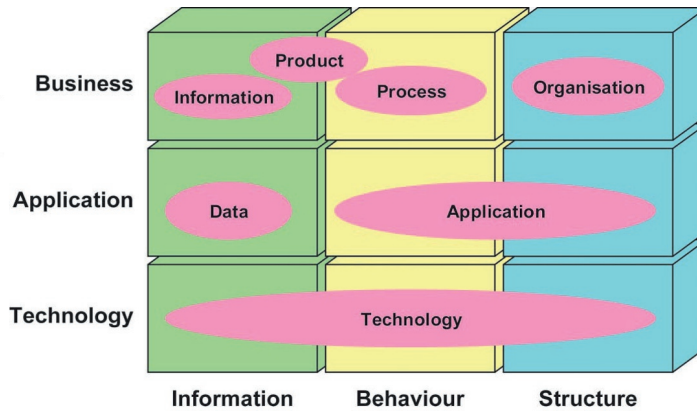 Business
Product
Information
Process
Organisation
Application
Data
Application
Technology
Technology
Information
Behaviour
Structure